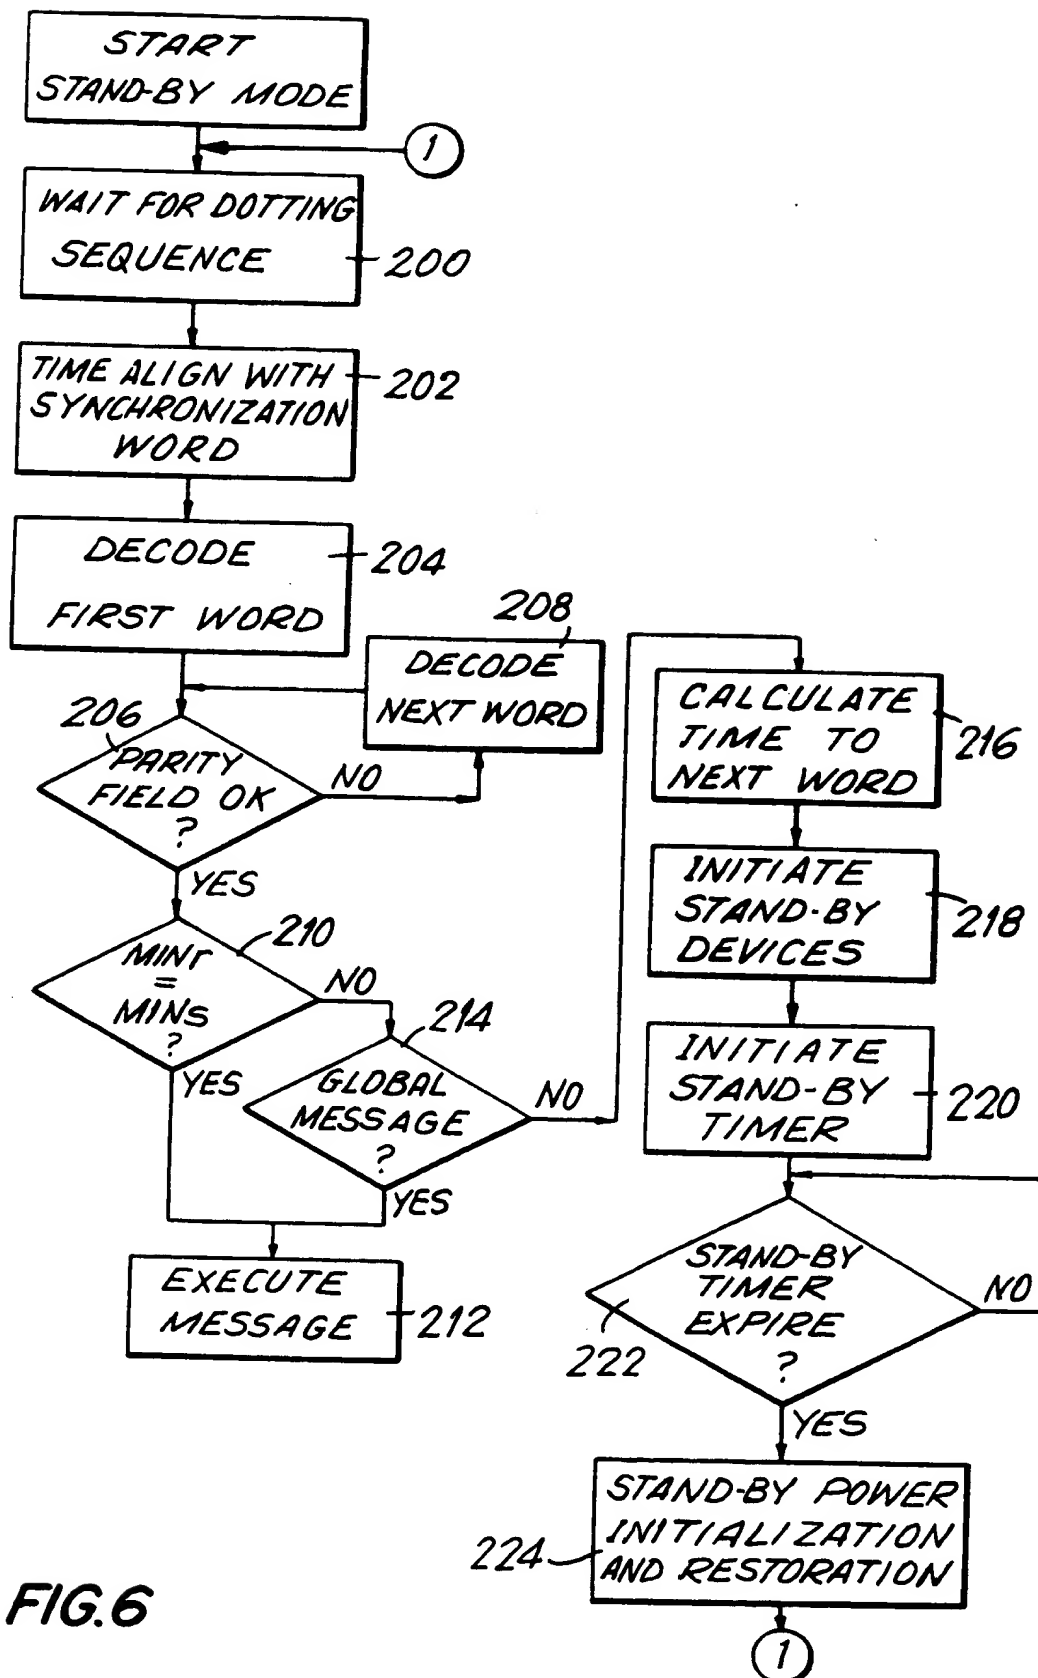 START
STAND-BY MODE
1
WAIT FOR DOTTING
SEQUENCE
200
TIME ALIGN WITH
SYNCHRONIZATION
WORD
202
DECODE
FIRST WORD
204
208
DECODE
NEXT WORD
206
PARITY
FIELD OK
?
NO
YES
210
MINr
=
MINs
?
NO
YES
214
GLOBAL
MESSAGE
?
NO
YES
EXECUTE
MESSAGE
212
CALCULATE
TIME TO
NEXT WORD
216
INITIATE
STAND-BY
DEVICES
218
INITIATE
STAND-BY
TIMER
220
STAND-BY
TIMER
EXPIRE
?
222
NO
YES
STAND-BY POWER
INITIALIZATION
AND RESTORATION
224
1
FIG.6